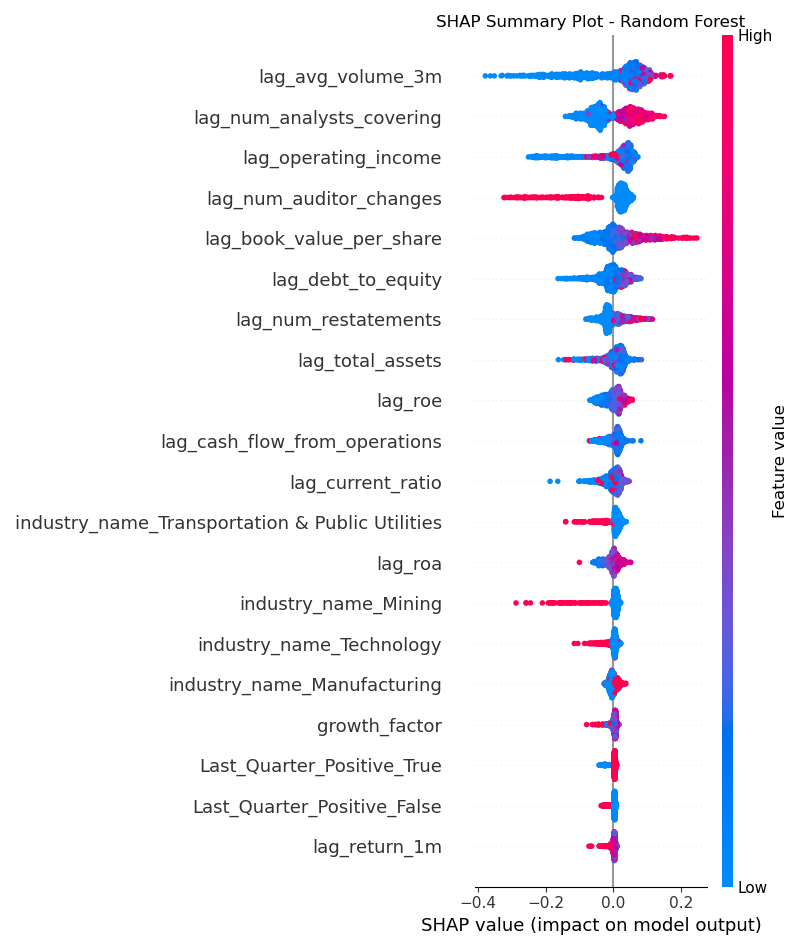 SHAP Summary Plot - Random Forest
High
lag_avg_volume_3m
lag_num_analysts_covering
lag_operating_income
lag_num_auditor_changes
lag_book_value_per_share
lag_debt_to_equity
lag_num_restatements
lag_total_assets
lag_roe
lag_cash_flow_from_operations
lag_current_ratio
industry_name_Transportation & Public Utilities
lag_roa
industry_name_Mining
industry_name_Technology
industry_name_Manufacturing
growth_factor
Last_Quarter_Positive_True
Last_Quarter_Positive_False
lag_return_1m
Feature value
Low
−0.4 −0.2 0.0 0.2
SHAP value (impact on model output)